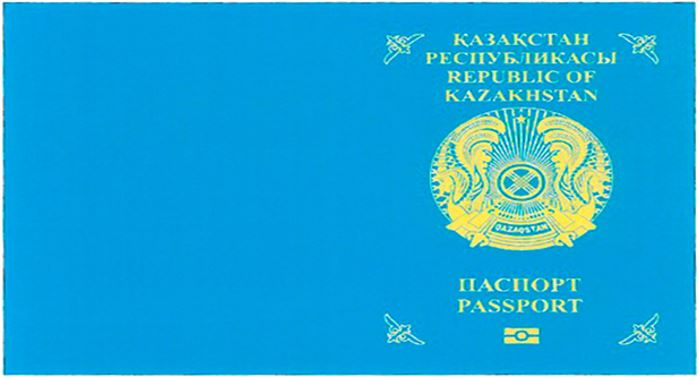 ҚАЗАҚСТАН
РЕСПУБЛИКАСЫ
REPUBLIC OF
KAZAKHSTAN
QAZAQSTAN
ПАСПОРТ
PASSPORT